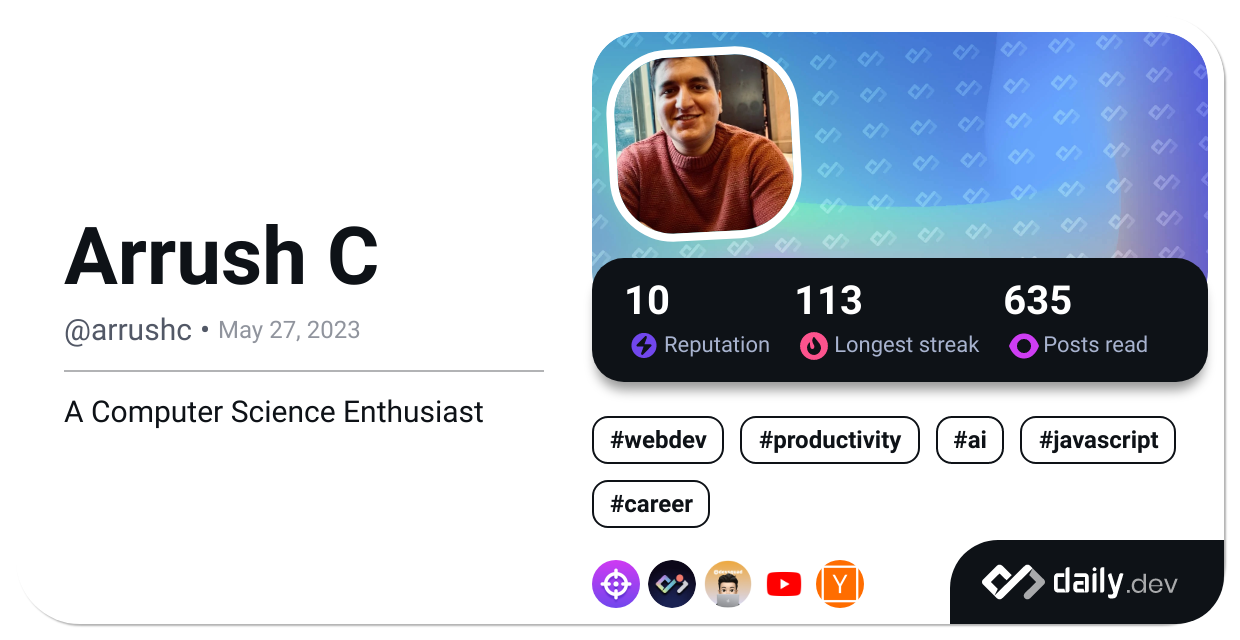 Arrush C
@arrushc • May 27, 2023
A Computer Science Enthusiast
10 113 635
Reputation Longest streak Posts read
#webdev #productivity #ai #javascript
#career
Y
daily.dev